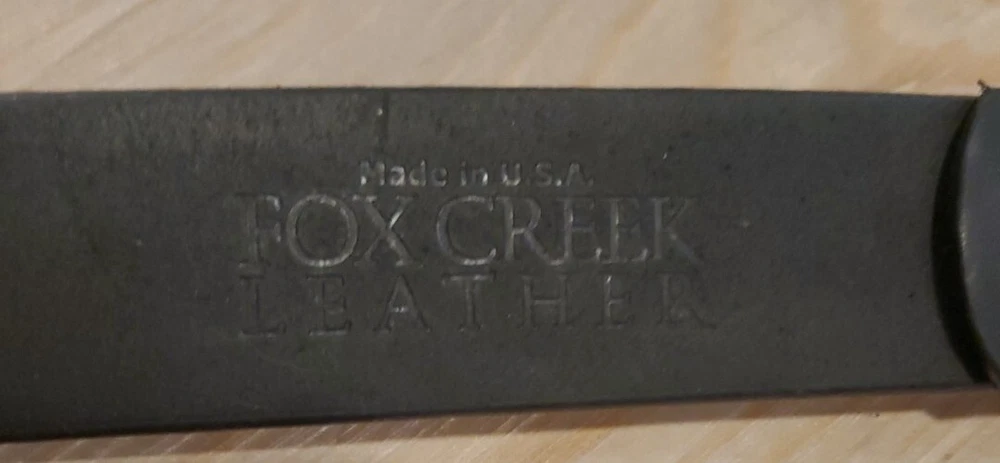 Made in U.S.A.
FOX CREEK
LEATHER